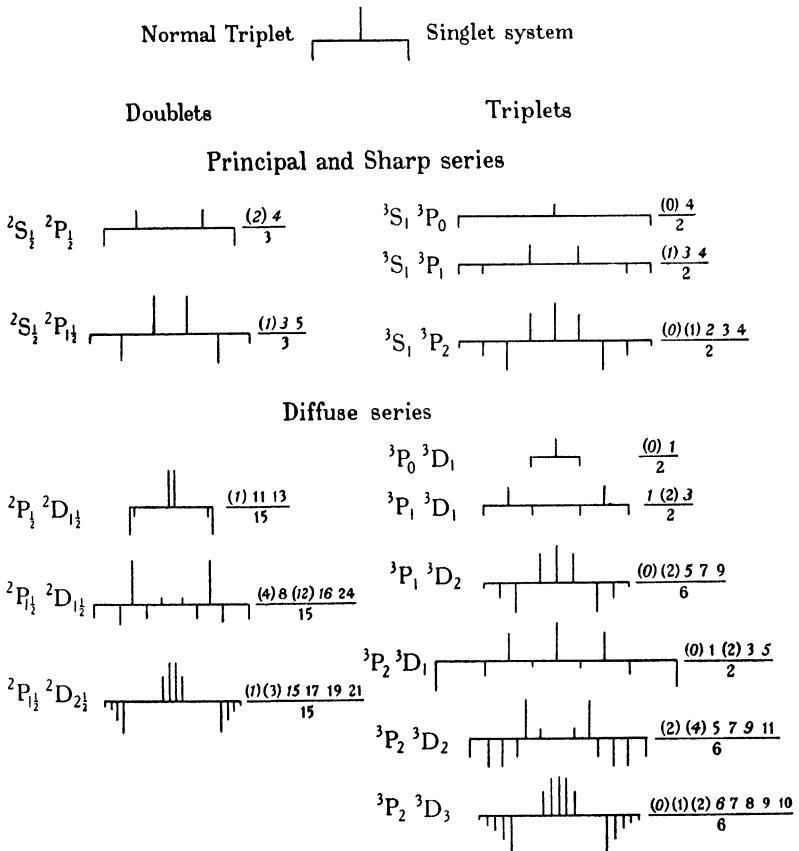 Normal Triplet Singlet system
Doublets Triplets
Principal and Sharp series
²S½ ²P½ (2) 4 / 3
³S₁ ³P₀ (0) 4 / 2
³S₁ ³P₁ (1) 3 4 / 2
²S½ ²P1½ (1) 3 5 / 3
³S₁ ³P₂ (0) (1) 2 3 4 / 2
Diffuse series
³P₀ ³D₁ (0) 1 / 2
²P½ ²D1½ (1) 11 13 / 15
³P₁ ³D₁ 1 (2) 3 / 2
²P1½ ²D1½ (4) 8 (12) 16 24 / 15
³P₁ ³D₂ (0) (2) 5 7 9 / 6
³P₂ ³D₁ (0) 1 (2) 3 5 / 2
²P1½ ²D2½ (1) (3) 15 17 19 21 / 15
³P₂ ³D₂ (2) (4) 5 7 9 11 / 6
³P₂ ³D₃ (0) (1) (2) 6 7 8 9 10 / 6